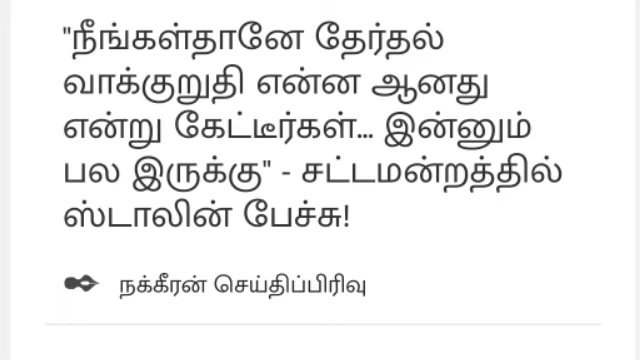 "நீங்கள்தானே தேர்தல்
வாக்குறுதி என்ன ஆனது
என்று கேட்டீர்கள்... இன்னும்
பல இருக்கு" - சட்டமன்றத்தில்
ஸ்டாலின் பேச்சு!
நக்கீரன் செய்திப்பிரிவு